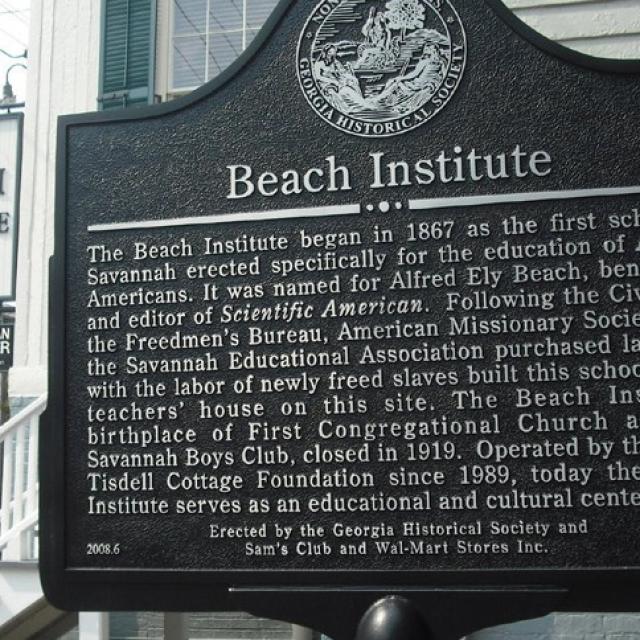 NON S.
GEORGIA HISTORICAL SOCIETY
Beach Institute
The Beach Institute began in 1867 as the first sch
Savannah erected specifically for the education of A
Americans. It was named for Alfred Ely Beach, ben
and editor of Scientific American. Following the Civ
the Freedmen's Bureau, American Missionary Socie
the Savannah Educational Association purchased la
with the labor of newly freed slaves built this schoo
teachers' house on this site. The Beach Ins
birthplace of First Congregational Church a
Savannah Boys Club, closed in 1919. Operated by th
Tisdell Cottage Foundation since 1989, today the
Institute serves as an educational and cultural cente
Erected by the Georgia Historical Society and
Sam's Club and Wal-Mart Stores Inc.
2008.6
E
N
R